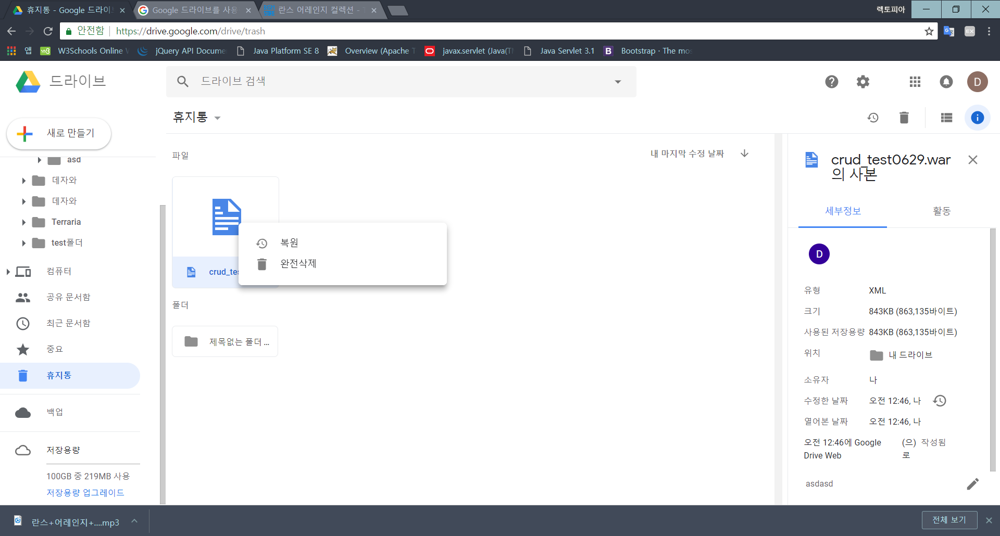 휴지통 - Google 드라이브
Google 드라이브를 사용
란스 어레인지 컬렉션 -
렉토피아
안전함
https://drive.google.com/drive/trash
앱
W3Schools Online
jQuery API Docume
Java Platform SE 8
Overview (Apache T
javax.servlet (Java(TM
Java Servlet 3.1
Bootstrap · The mos
드라이브
드라이브 검색
D
새로 만들기
휴지통
asd
데자와
데자와
Terraria
test폴더
컴퓨터
공유 문서함
최근 문서함
중요
휴지통
백업
저장용량
100GB 중 219MB 사용
저장용량 업그레이드
파일
내 마지막 수정 날짜
crud_tes
복원
완전삭제
폴더
제목없는 폴더 ...
crud_test0629.war
의 사본
세부정보
활동
D
유형 XML
크기 843KB (863,135바이트)
사용된 저장용량 843KB (863,135바이트)
위치 내 드라이브
소유자 나
수정한 날짜 오전 12:46, 나
열어본 날짜 오전 12:46, 나
오전 12:46에 Google (으) 작성됨
Drive Web 로
asdasd
란스+어레인지+....mp3
전체 보기